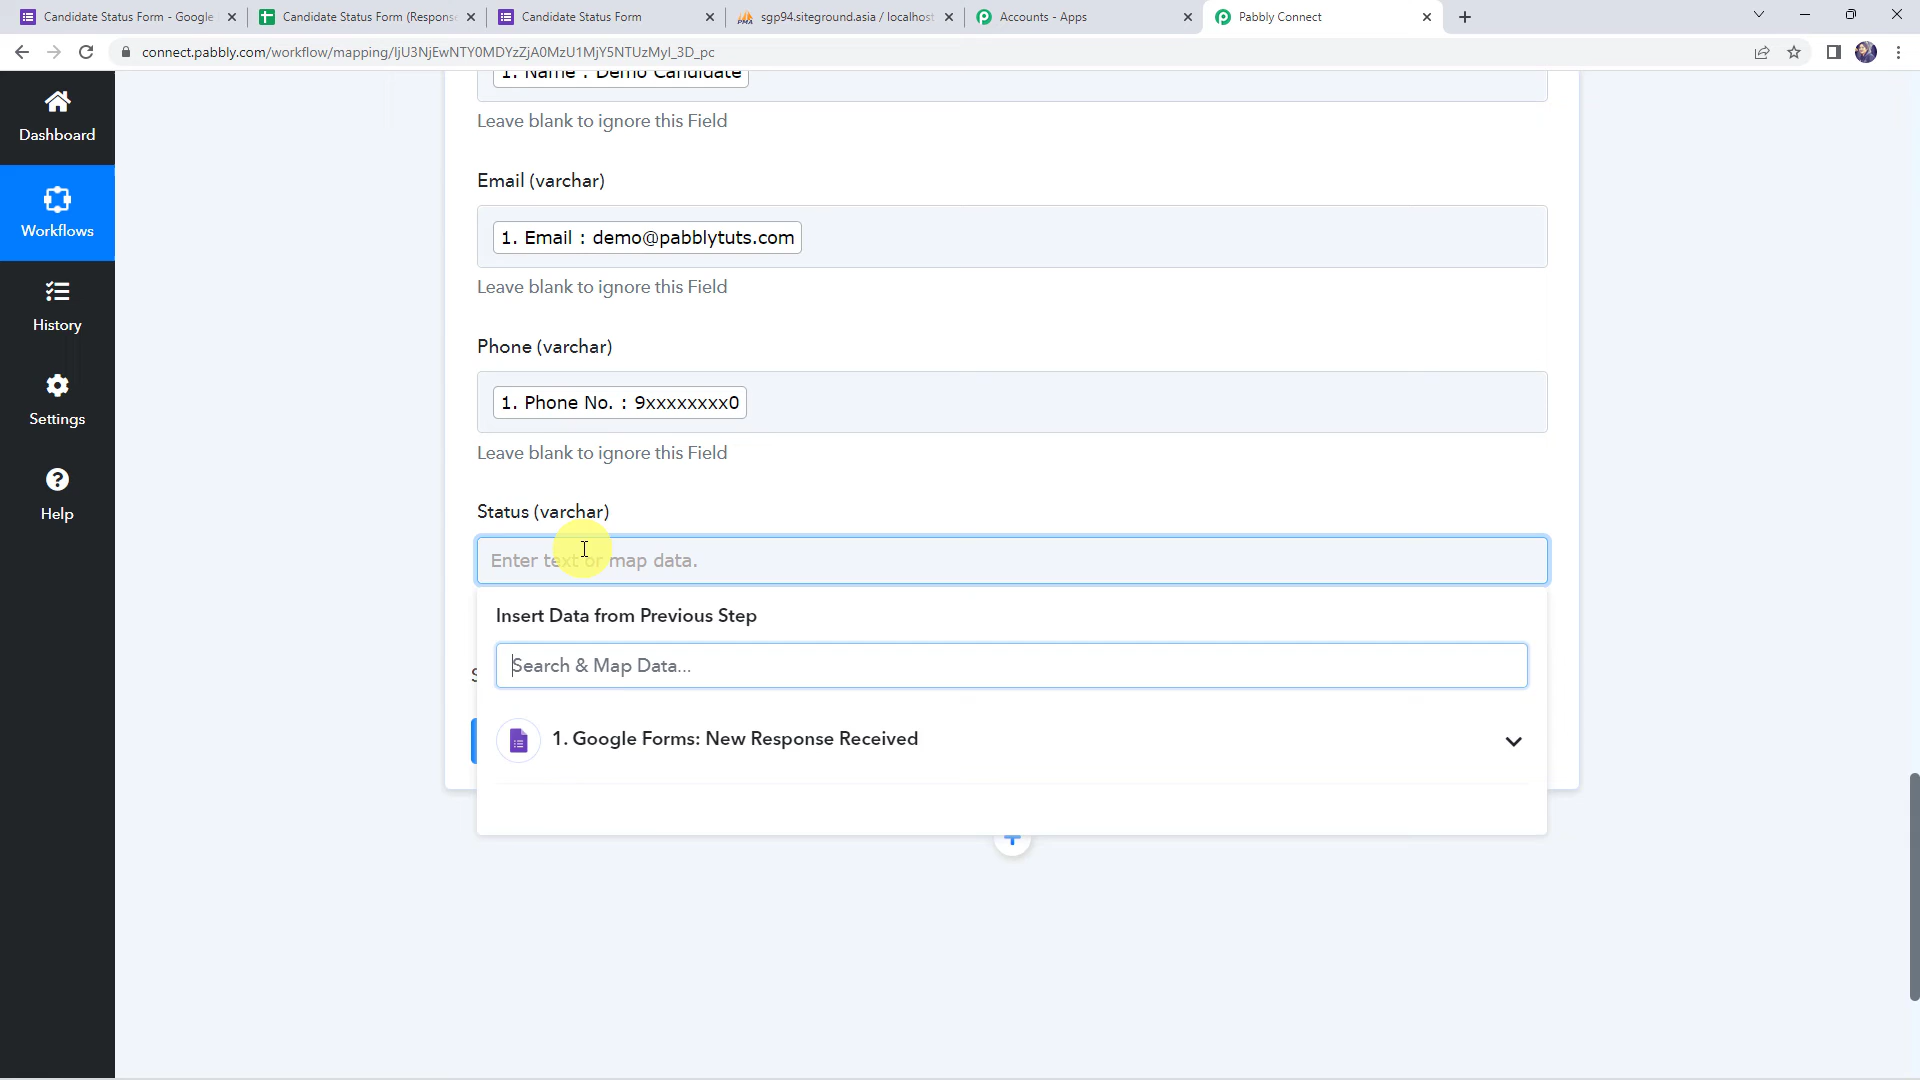 Candidate Status Form - Google
Candidate Status Form (Respons
Candidate Status Form
sgp94.siteground.asia / localhost
Accounts - Apps
Pabbly Connect
connect.pabbly.com/workflow/mapping/IjU3NjEwNTY0MDYzZjA0MzU1MjY5NTUzMyI_3D_pc
Dashboard
Workflows
History
Settings
Help
1. Name : Demo Candidate
Leave blank to ignore this Field
Email (varchar)
1. Email : demo@pabblytuts.com
Leave blank to ignore this Field
Phone (varchar)
1. Phone No. : 9xxxxxxxx0
Leave blank to ignore this Field
Status (varchar)
Enter text or map data.
Insert Data from Previous Step
Search & Map Data...
1. Google Forms: New Response Received